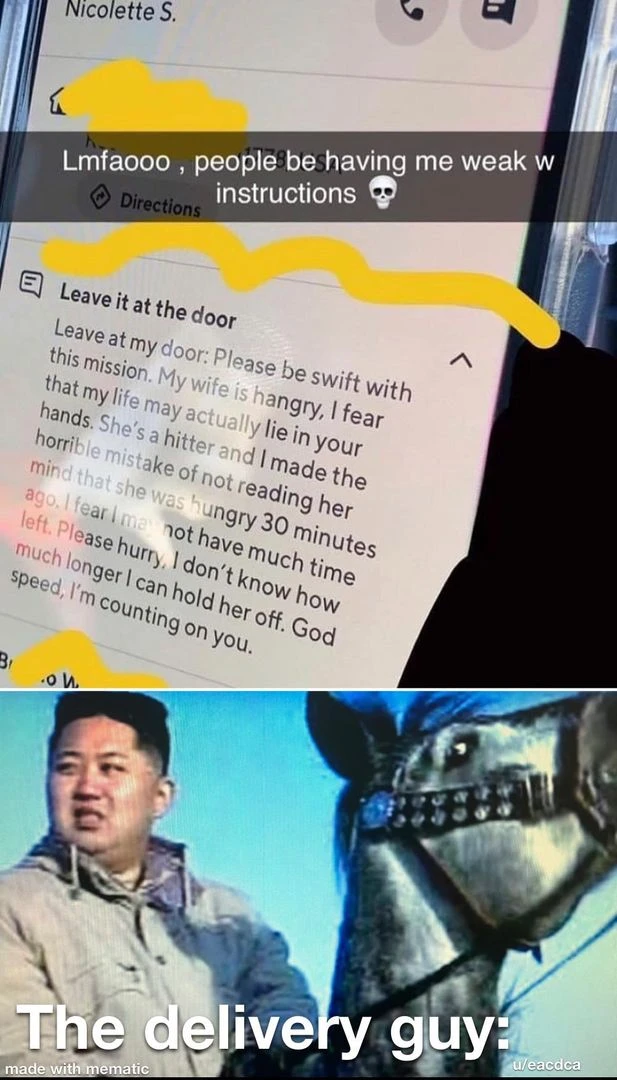 Nicolette S.
Lmfaooo , people be having me weak w
instructions 💀
Directions
Leave it at the door
Leave at my door: Please be swift with
this mission. My wife is hangry, I fear
that my life may actually lie in your
hands. She's a hitter and I made the
horrible mistake of not reading her
mind that she was hungry 30 minutes
ago. I fear I may not have much time
left. Please hurry, I don't know how
much longer I can hold her off. God
speed, I'm counting on you.
The delivery guy:
made with mematic
u/eacdca